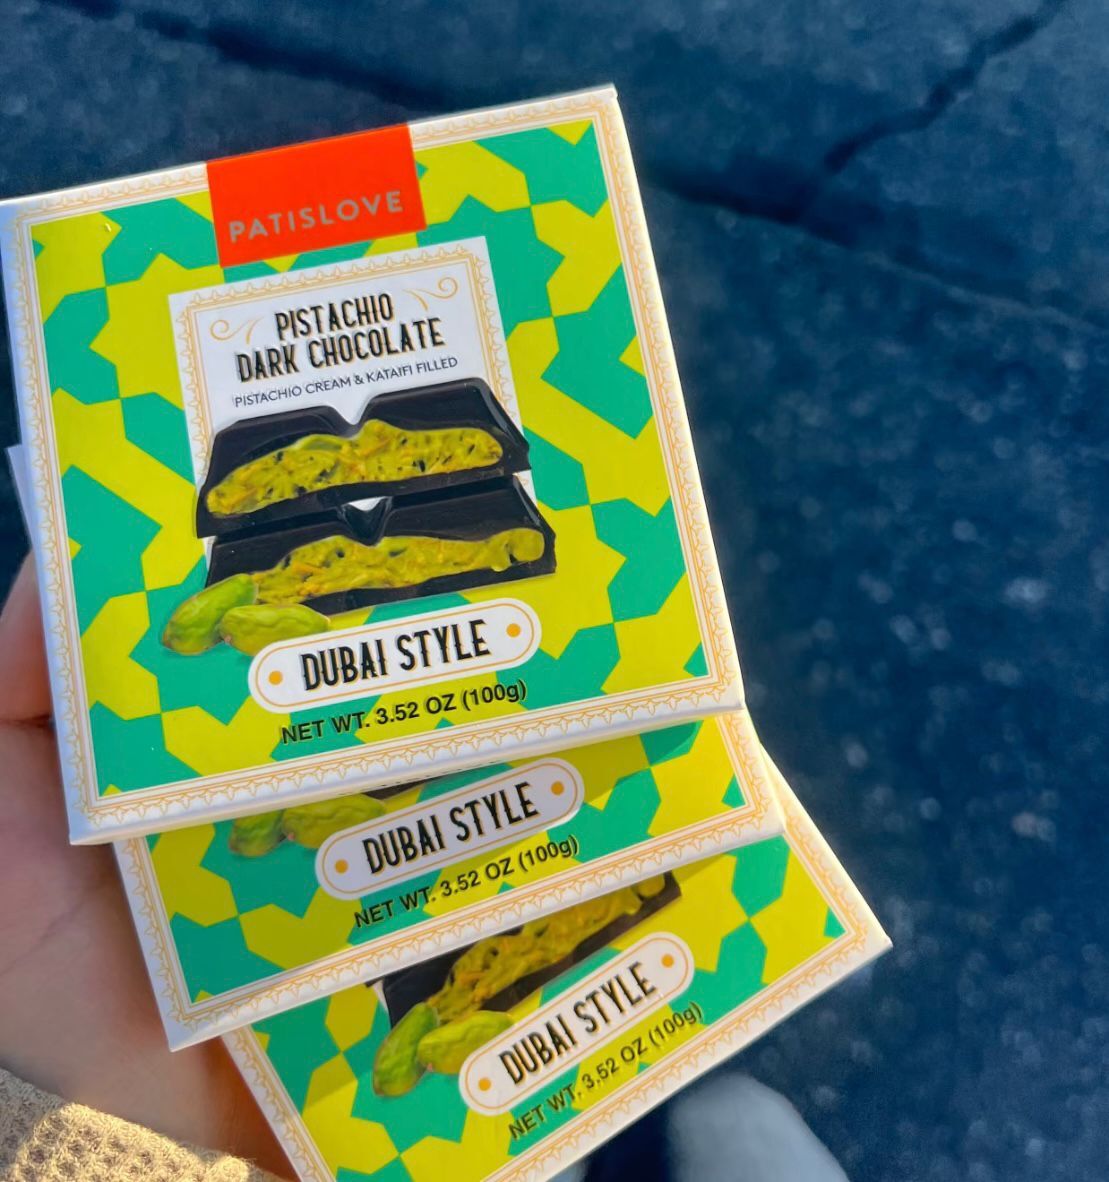 PATISLOVE
PISTACHIO
DARK CHOCOLATE
PISTACHIO CREAM & KATAIFI FILLED
DUBAI STYLE
NET WT. 3.52 OZ (100g)
DUBAI STYLE
NET WT. 3.52 OZ (100g)
DUBAI STYLE
NET WT. 3.52 OZ (100g)